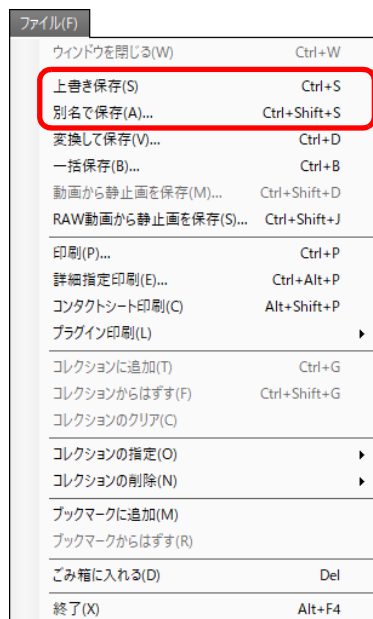 ファイル(F)
ウィンドウを閉じる(W) Ctrl+W
上書き保存(S) Ctrl+S
別名で保存(A)... Ctrl+Shift+S
変換して保存(V)... Ctrl+D
一括保存(B)... Ctrl+B
動画から静止画を保存(M)... Ctrl+Shift+D
RAW動画から静止画を保存(S)... Ctrl+Shift+J
印刷(P)... Ctrl+P
詳細指定印刷(E)... Ctrl+Alt+P
コンタクトシート印刷(C) Alt+Shift+P
プラグイン印刷(L)
コレクションに追加(T) Ctrl+G
コレクションからはずす(F) Ctrl+Shift+G
コレクションのクリア(C)
コレクションの指定(O)
コレクションの削除(N)
ブックマークに追加(M)
ブックマークからはずす(R)
ごみ箱に入れる(D) Del
終了(X) Alt+F4